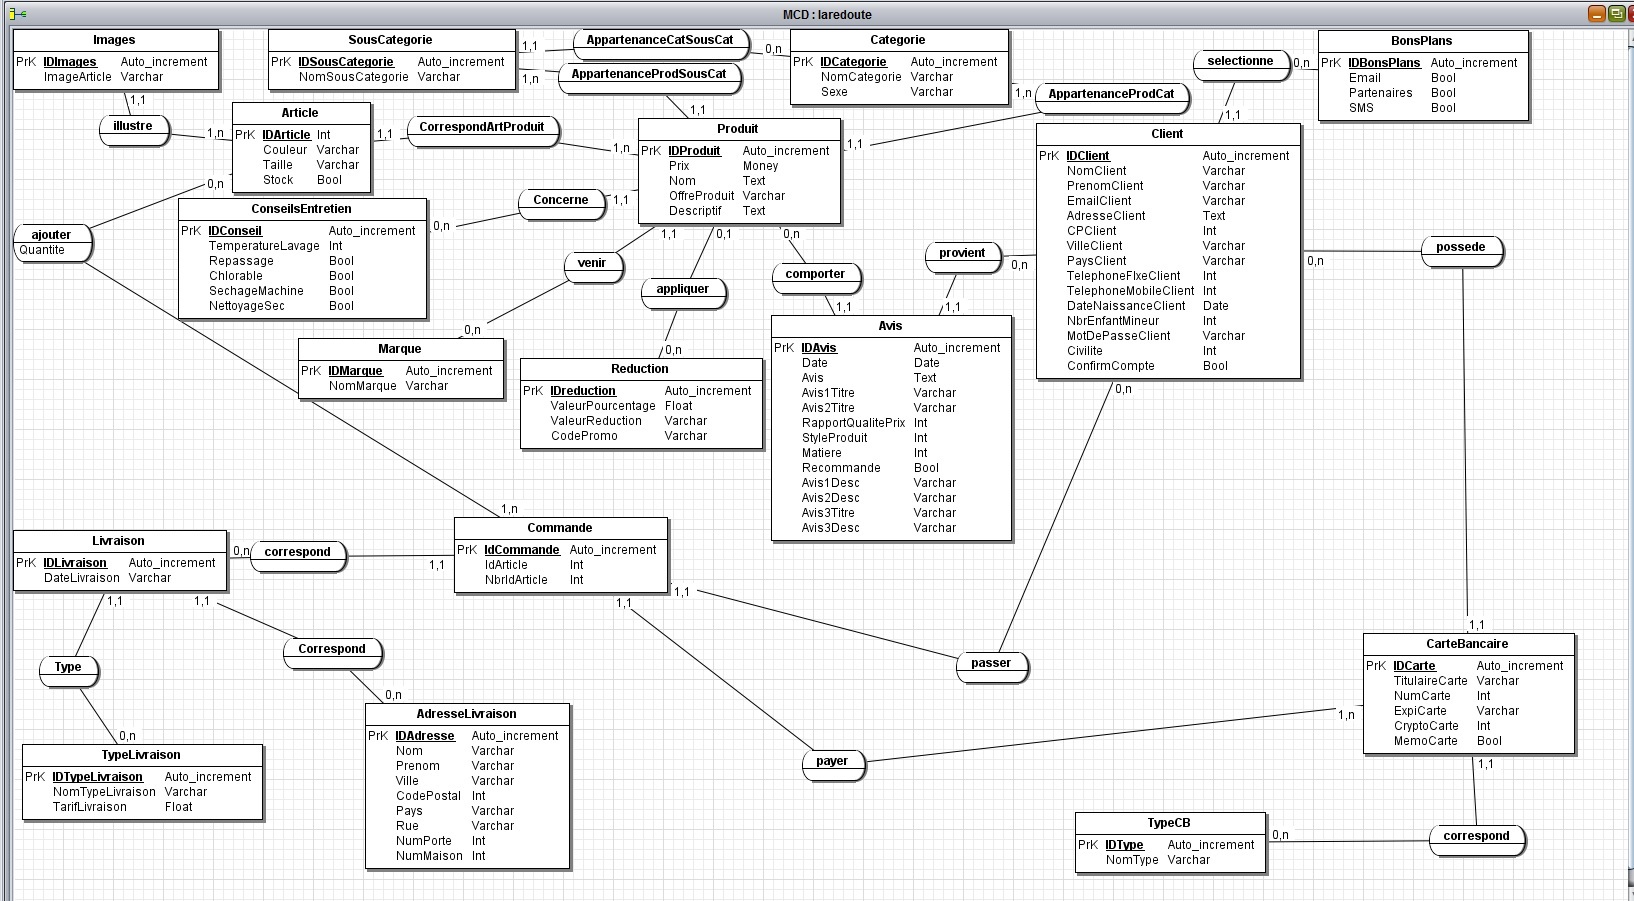 MCD : laredoute
Images
PrK IDImages Auto_increment
ImageArticle Varchar
1,1
illustre
1,n
SousCategorie
PrK IDSousCategorie Auto_increment
NomSousCategorie Varchar
1,1
AppartenanceCatSousCat
0,n
1,n
AppartenanceProdSousCat
1,1
Categorie
PrK IDCategorie Auto_increment
NomCategorie Varchar
Sexe Varchar
1,n
AppartenanceProdCat
1,1
selectionne
0,n
1,1
BonsPlans
PrK IDBonsPlans Auto_increment
Email Bool
Partenaires Bool
SMS Bool
Article
PrK IDArticle Int
Couleur Varchar
Taille Varchar
Stock Bool
1,1
CorrespondArtProduit
1,n
0,n
ajouter
Quantite
Produit
PrK IDProduit Auto_increment
Prix Money
Nom Text
OffreProduit Varchar
Descriptif Text
Client
PrK IDClient Auto_increment
NomClient Varchar
PrenomClient Varchar
EmailClient Varchar
AdresseClient Text
CPClient Int
VilleClient Varchar
PaysClient Varchar
TelephoneFIxeClient Int
TelephoneMobileClient Int
DateNaissanceClient Date
NbrEnfantMineur Int
MotDePasseClient Varchar
Civilite Int
ConfirmCompte Bool
ConseilsEntretien
PrK IDConseil Auto_increment
TemperatureLavage Int
Repassage Bool
Chlorable Bool
SechageMachine Bool
NettoyageSec Bool
0,n
Concerne
1,1
1,1
venir
0,n
0,1
appliquer
0,n
0,n
comporter
1,1
provient
0,n
1,1
0,n
possede
1,1
Marque
PrK IDMarque Auto_increment
NomMarque Varchar
Reduction
PrK IDreduction Auto_increment
ValeurPourcentage Float
ValeurReduction Varchar
CodePromo Varchar
Avis
PrK IDAvis Auto_increment
Date Date
Avis Text
Avis1Titre Varchar
Avis2Titre Varchar
RapportQualitePrix Int
StyleProduit Int
Matiere Int
Recommande Bool
Avis1Desc Varchar
Avis2Desc Varchar
Avis3Titre Varchar
Avis3Desc Varchar
0,n
1,n
Commande
PrK IdCommande Auto_increment
IdArticle Int
NbrIdArticle Int
Livraison
PrK IDLivraison Auto_increment
DateLivraison Varchar
0,n
correspond
1,1
1,1
1,1
1,1
1,1
Type
0,n
Correspond
0,n
passer
payer
1,n
CarteBancaire
PrK IDCarte Auto_increment
TitulaireCarte Varchar
NumCarte Int
ExpiCarte Varchar
CryptoCarte Int
MemoCarte Bool
1,1
AdresseLivraison
PrK IDAdresse Auto_increment
Nom Varchar
Prenom Varchar
Ville Varchar
CodePostal Int
Pays Varchar
Rue Varchar
NumPorte Int
NumMaison Int
TypeLivraison
PrK IDTypeLivraison Auto_increment
NomTypeLivraison Varchar
TarifLivraison Float
TypeCB
PrK IDType Auto_increment
NomType Varchar
0,n
correspond